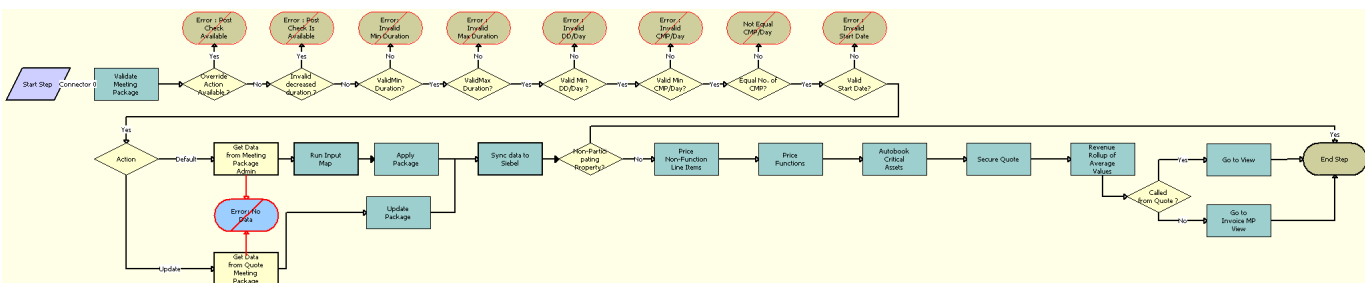 Error : Post
Check
Available
Error : Post
Check Is
Available
Error:
Invalid
Min Duration
Error :
Invalid
Max Duration
Error :
Invalid
DD/Day
Error :
Invalid
CMP/Day
Not Equal
CMP/Day
Error :
Invalid
Start Date
Yes
Yes
No
No
No
No
No
No
Start Step
Connector 0
Validate
Meeting
Package
Override
Action
Available ?
No
Invalid
decreased
duration ?
No
ValidMin
Duration?
Yes
ValidMax
Duration?
Yes
Valid Min
DD/Day ?
Yes
Valid Min
CMP/Day?
Yes
Equal No. of
CMP?
Yes
Valid
Start Date?
Yes
Action
Default
Get Data
from Meeting
Package
Admin
Run Input
Map
Apply
Package
Sync data to
Siebel
Non-Partici
pating
Property?
No
Price
Non-Function
Line Items
Price
Functions
Autobook
Critical
Assets
Secure Quote
Revenue
Rollup of
Average
Values
Called
from Quote ?
Yes
Go to View
Yes
End Step
No
Go to
Invoice MP
View
Error: No
Data
Update
Package
Update
Get Data
from Quote
Meeting
Package